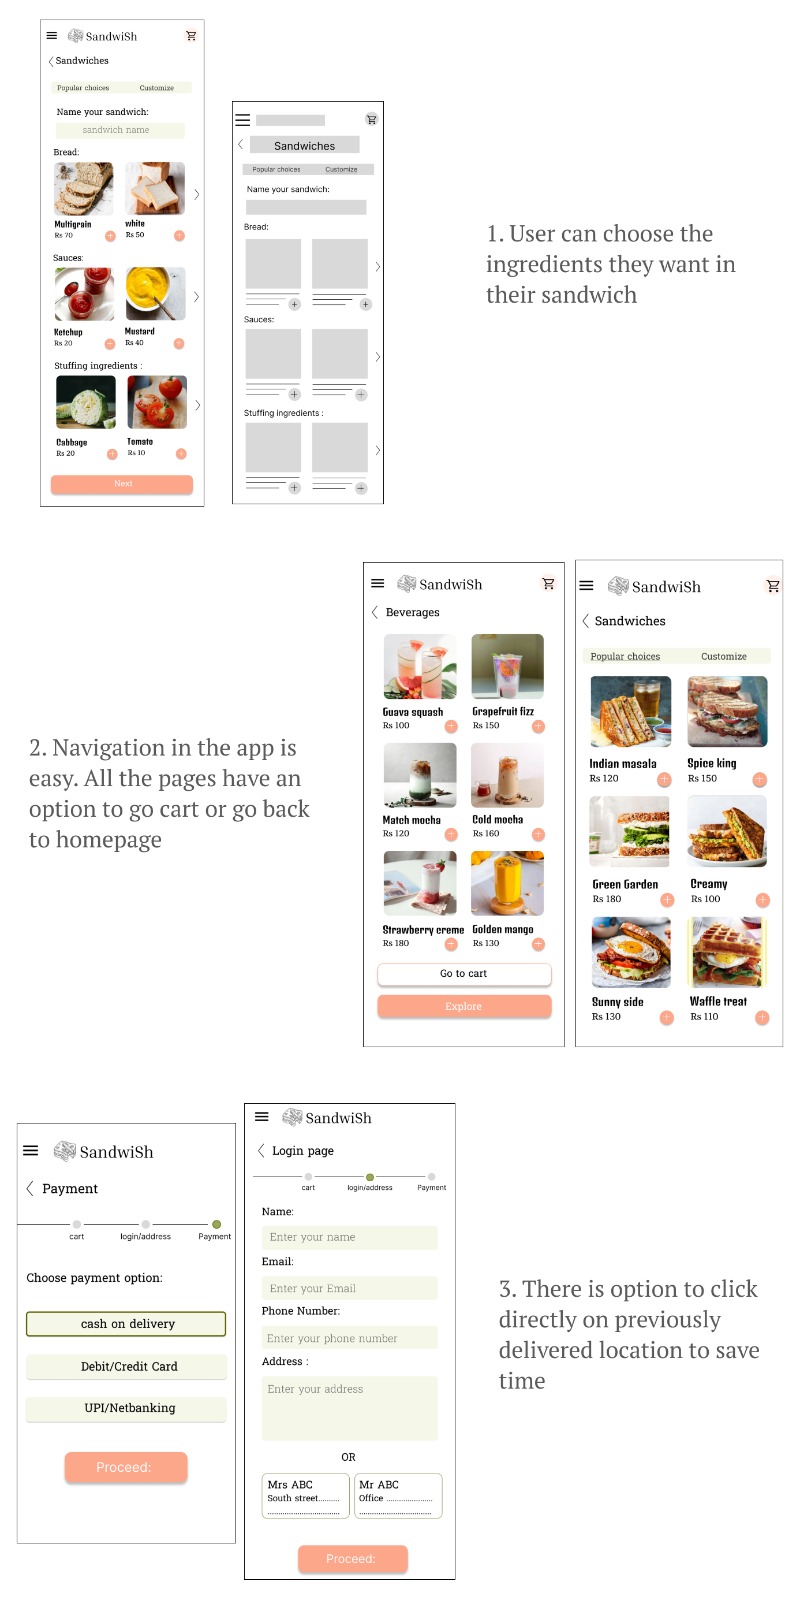 SandwiSh
Sandwiches
Popular choices Customize
Name your sandwich:
sandwich name
Bread:
Multigrain white
Rs 70 Rs 50
Sauces:
Ketchup Mustard
Rs 20 Rs 40
Stuffing ingredients :
Cabbage Tomato
Rs 20 Rs 10
Next
Sandwiches
Popular choices Customize
Name your sandwich:
Bread:
Sauces:
Stuffing ingredients :
1. User can choose the
ingredients they want in
their sandwich
2. Navigation in the app is
easy. All the pages have an
option to go cart or go back
to homepage
SandwiSh
Beverages
Guava squash Grapefruit fizz
Rs 100 Rs 150
Match mocha Cold mocha
Rs 120 Rs 160
Strawberry creme Golden mango
Rs 180 Rs 130
Go to cart
Explore
SandwiSh
Sandwiches
Popular choices Customize
Indian masala Spice king
Rs 120 Rs 150
Green Garden Creamy
Rs 180 Rs 100
Sunny side Waffle treat
Rs 130 Rs 110
SandwiSh
Payment
cart login/address Payment
Choose payment option:
cash on delivery
Debit/Credit Card
UPI/Netbanking
Proceed:
SandwiSh
Login page
cart login/address Payment
Name:
Enter your name
Email:
Enter your Email
Phone Number:
Enter your phone number
Address :
Enter your address
OR
Mrs ABC Mr ABC
South street......... Office .....................
................................. .................................
Proceed:
3. There is option to click
directly on previously
delivered location to save
time